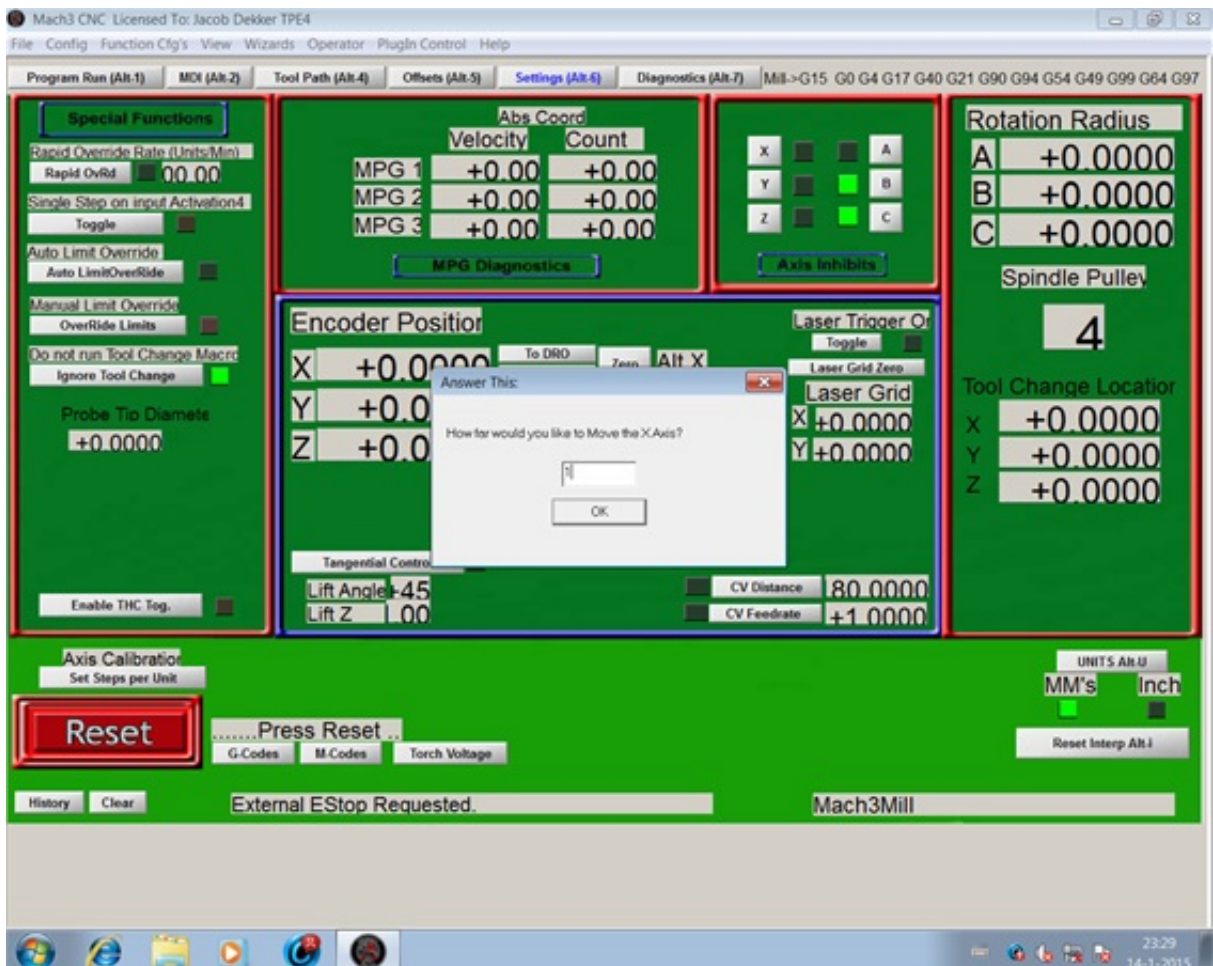 Mach3 CNC Licensed To: Jacob Dekker TPE4
File Config Function Cfg's View Wizards Operator PlugIn Control Help
Program Run (Alt-1) MDI (Alt-2) Tool Path (Alt-4) Offsets (Alt-5) Settings (Alt-6) Diagnostics (Alt-7) Mill->G15 G0 G4 G17 G40 G21 G90 G94 G54 G49 G99 G64 G97
Special Functions
Rapid Override Rate (Units/Min)
Rapid OvRd 00.00
Single Step on input Activation4
Toggle
Auto Limit Override
Auto LimitOverRide
Manual Limit Override
OverRide Limits
Do not run Tool Change Macro
Ignore Tool Change
Probe Tip Diamete
+0.0000
Enable THC Tog.
Abs Coord
Velocity Count
MPG 1 +0.00 +0.00
MPG 2 +0.00 +0.00
MPG 3 +0.00 +0.00
MPG Diagnostics
X A
Y B
Z C
Axis Inhibits
Rotation Radius
A +0.0000
B +0.0000
C +0.0000
Spindle Pulley
4
Tool Change Locatior
X +0.0000
Y +0.0000
Z +0.0000
Encoder Positior
X +0.0000 To DRO Zero Alt X
Y +0.0
Z +0.0
Laser Trigger Or
Toggle
Laser Grid Zero
Laser Grid
X +0.0000
Y +0.0000
Answer This:
How far would you like to Move the X Axis?
1
OK
Tangential Contro
Lift Angle +45
Lift Z .00
CV Distance 80.0000
CV Feedrate +1.0000
Axis Calibration
Set Steps per Unit
Reset
.......Press Reset ..
G-Codes M-Codes Torch Voltage
UNITS Alt-U
MM's Inch
Reset Interp Alt-i
History Clear External EStop Requested. Mach3Mill
23:29
14-1-2015